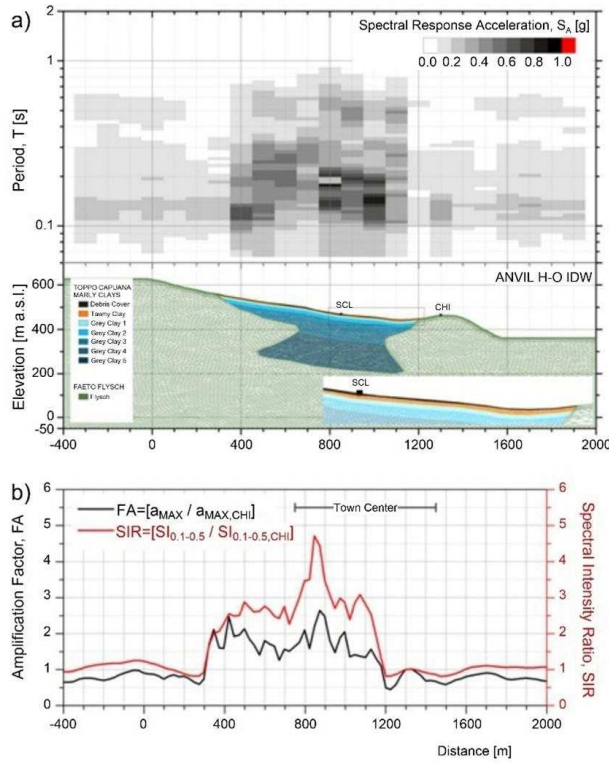 a)
Spectral Response Acceleration, SA [g]
0.0 0.2 0.4 0.6 0.8 1.0
2
1
0.1
Period, T [s]
ANVIL H-O IDW
600
400
200
0
-50
Elevation [m a.s.l.]
TOPPO CAPUANA
MARLY CLAYS
Debris Cover
Tawny Clay
Grey Clay 1
Grey Clay 2
Grey Clay 3
Grey Clay 4
Grey Clay 5
FAETO FLYSCH
Flysch
SCL
CHI
SCL
-400 0 400 800 1200 1600 2000
b)
FA=[aMAX / aMAX,CHI]
SIR=[SI0.1-0.5 / SI0.1-0.5,CHI]
Town Center
6
5
4
3
2
1
0
Amplification Factor, FA
6
5
4
3
2
1
0
Spectral Intensity
Ratio, SIR
-400 0 400 800 1200 1600 2000
Distance [m]